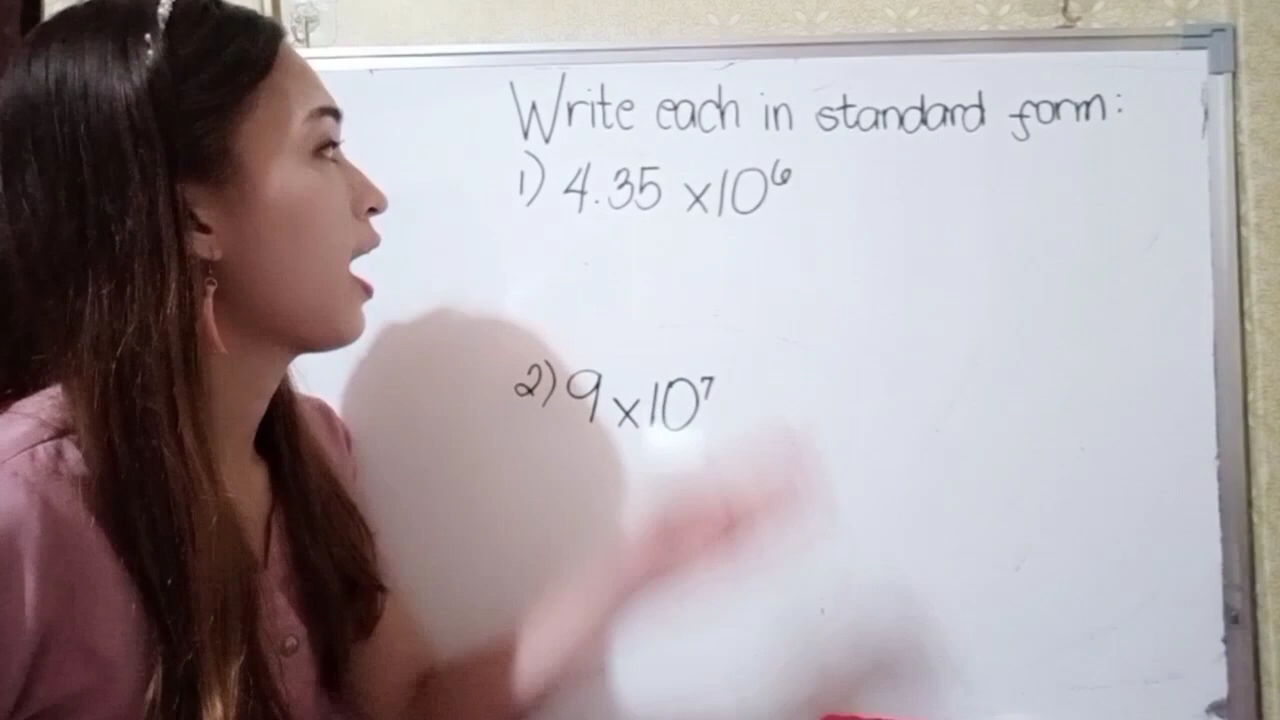 Write each in standard form:
1) 4.35 x10⁶
2) 9 x10⁷